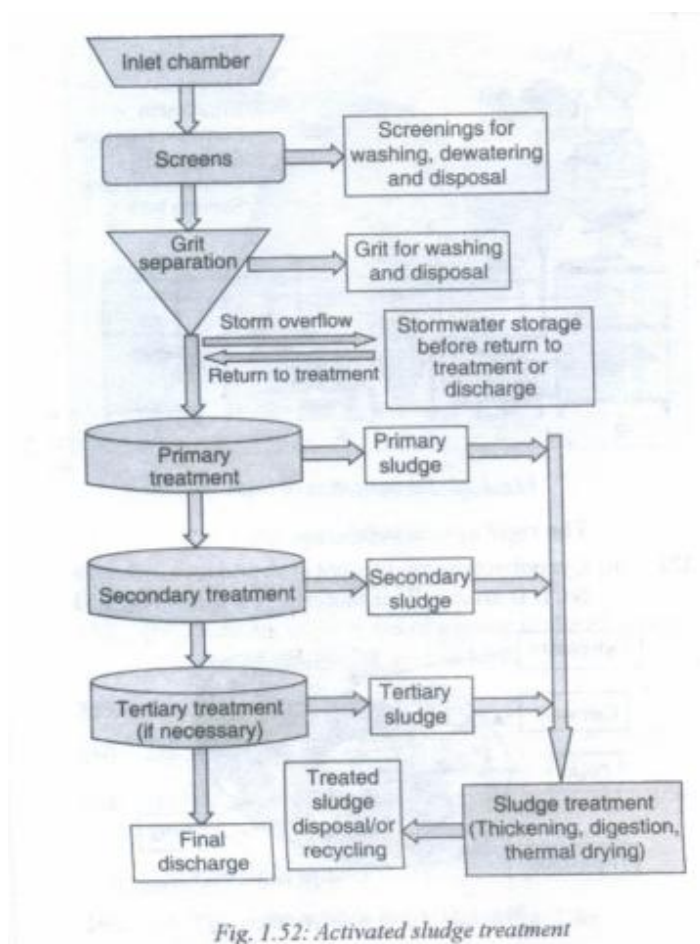 Inlet chamber
Screens
Screenings for
washing, dewatering
and disposal
Grit
separation
Grit for washing
and disposal
Storm overflow
Return to treatment
Stormwater storage
before return to
treatment or
discharge
Primary
treatment
Primary
sludge
Secondary treatment
Secondary
sludge
Tertiary treatment
(if necessary)
Tertiary
sludge
Final
discharge
Treated
sludge
disposal/or
recycling
Sludge treatment
(Thickening, digestion,
thermal drying)
Fig. 1.52: Activated sludge treatment